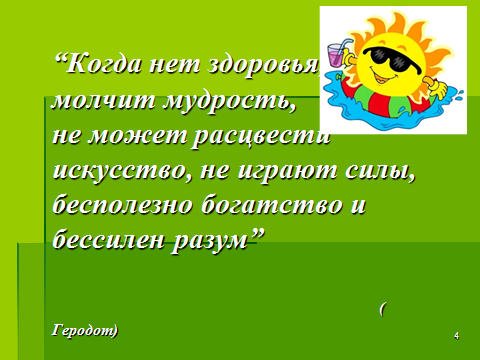 “Когда нет здоровья,
молчит мудрость,
не может расцвести
искусство, не играют силы,
бесполезно богатство и
бессилен разум”
(
Геродот)
4